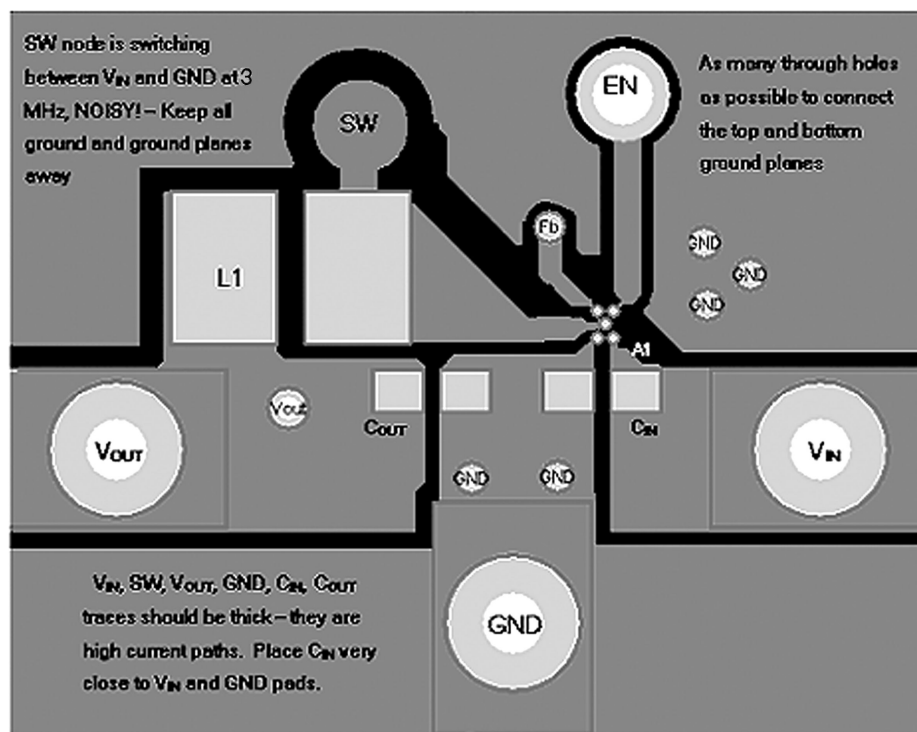 SW node is switching
between VIN and GND at 3
MHz, NOISY! – Keep all
ground and ground planes
away
SW
EN
As many through holes
as possible to connect
the top and bottom
ground planes
Fb
GND
GND
GND
L1
A1
Vout
COUT
CIN
VOUT
VIN
GND
GND
VIN, SW, VOUT, GND, CIN, COUT
traces should be thick – they are
high current paths. Place CIN very
close to VIN and GND pads.
GND